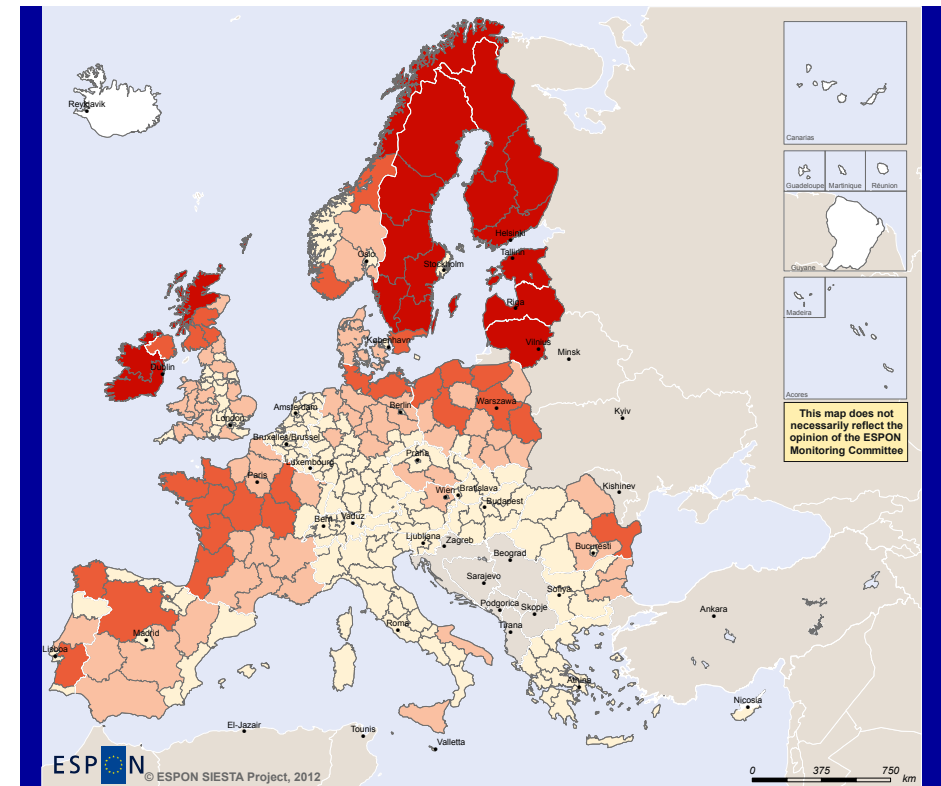 Reykjavik
Canarias
Guadeloupe
Martinique
Réunion
Guyane
Madeira
Acores
This map does not
necessarily reflect the
opinion of the ESPON
Monitoring Committee
Oslo
Helsinki
Tallinn
Stockholm
Riga
København
Vilnius
Minsk
Dublin
Amsterdam
Berlin
Warszawa
London
Kyiv
Bruxelles/Brussel
Praha
Luxembourg
Paris
Wien
Bratislava
Kishinev
Budapest
Bern
Vaduz
Ljubljana
Zagreb
Bucuresti
Beograd
Sarajevo
Sofiya
Podgorica
Skopje
Ankara
Roma
Tirana
Madrid
Lisboa
Athina
Nicosia
El-Jazair
Tounis
Valletta
ESPON
© ESPON SIESTA Project, 2012
0 375 750
km